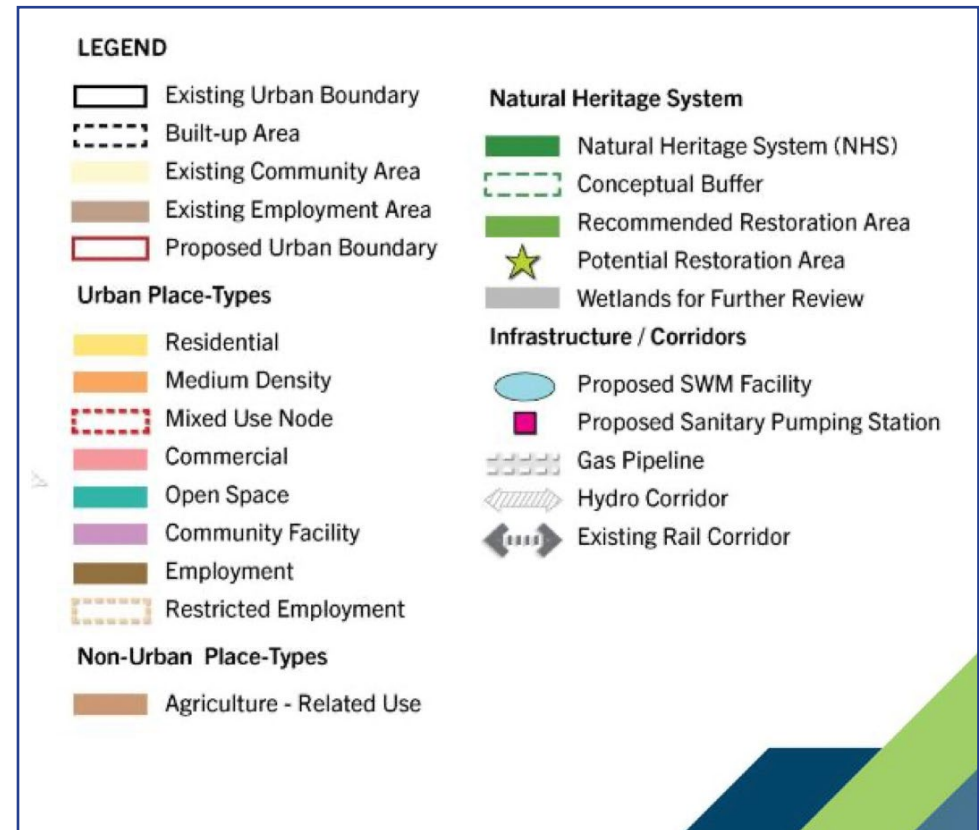 LEGEND
Existing Urban Boundary
Built-up Area
Existing Community Area
Existing Employment Area
Proposed Urban Boundary
Urban Place-Types
Residential
Medium Density
Mixed Use Node
Commercial
Open Space
Community Facility
Employment
Restricted Employment
Non-Urban Place-Types
Agriculture - Related Use
Natural Heritage System
Natural Heritage System (NHS)
Conceptual Buffer
Recommended Restoration Area
Potential Restoration Area
Wetlands for Further Review
Infrastructure / Corridors
Proposed SWM Facility
Proposed Sanitary Pumping Station
Gas Pipeline
Hydro Corridor
Existing Rail Corridor